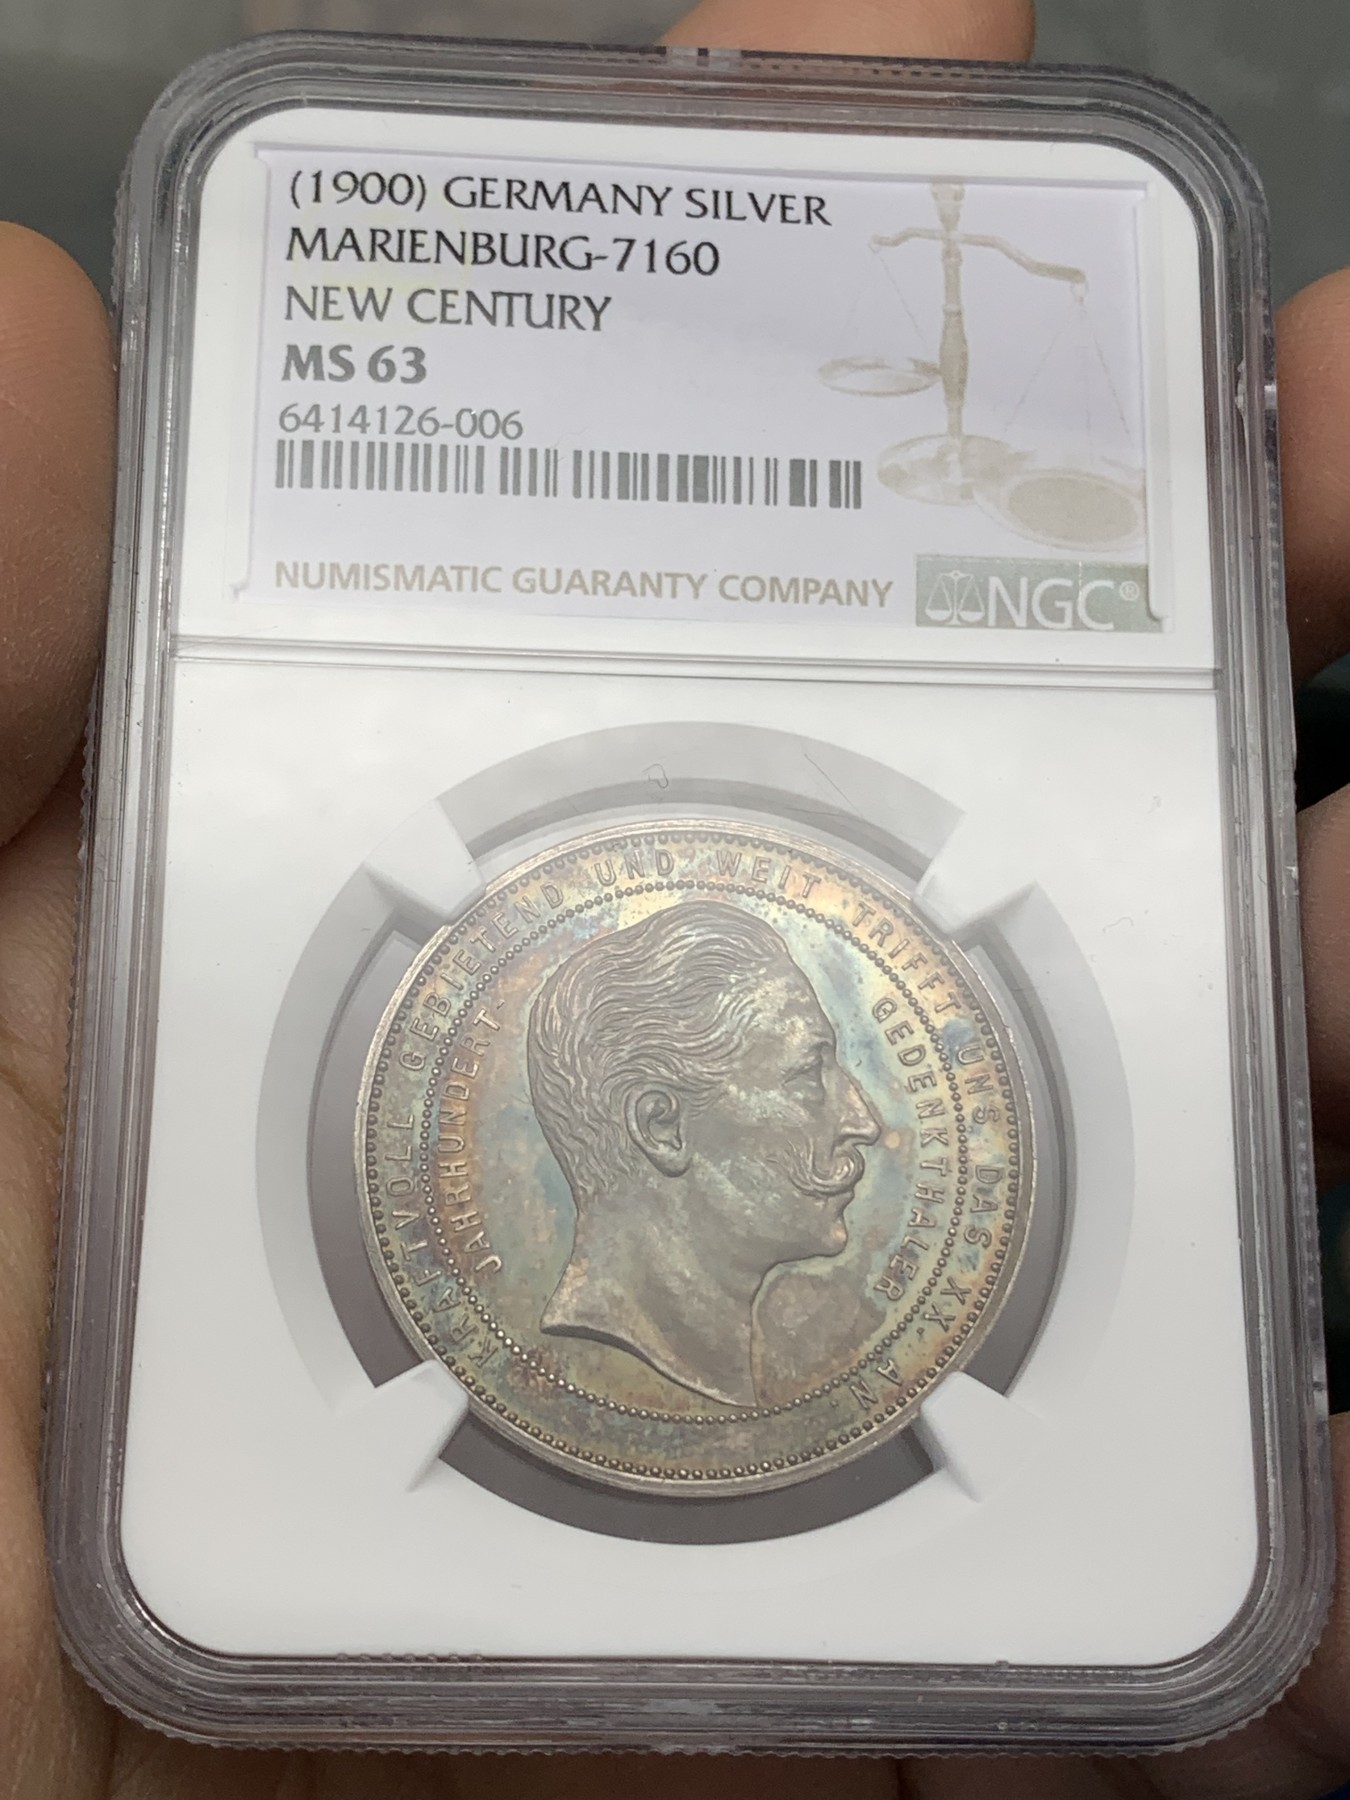 (1900) GERMANY SILVER
MARIENBURG-7160
NEW CENTURY
MS 63
6414126-006
NUMISMATIC GUARANTY COMPANY
NGC®
KRAFTVOLL GEBIETEND UND WEIT TRIFFT UNS DAS XX. AN.
JAHRHUNDERT-
GEDENKTHALER